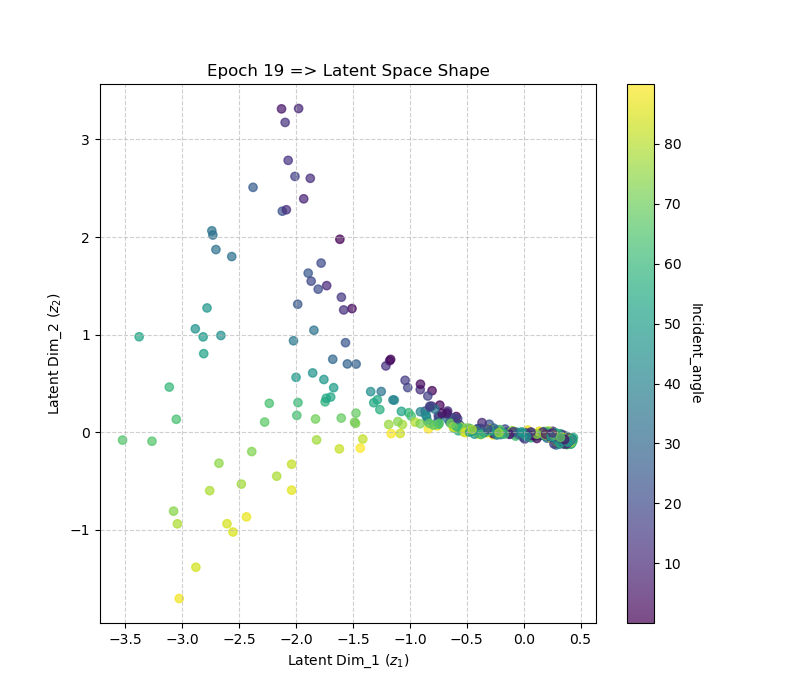 Epoch 19 => Latent Space Shape
Latent Dim_2 (z₂)
3
2
1
0
−1
−3.5 −3.0 −2.5 −2.0 −1.5 −1.0 −0.5 0.0 0.5
Latent Dim_1 (z₁)
80
70
60
50
40
30
20
10
Incident_angle